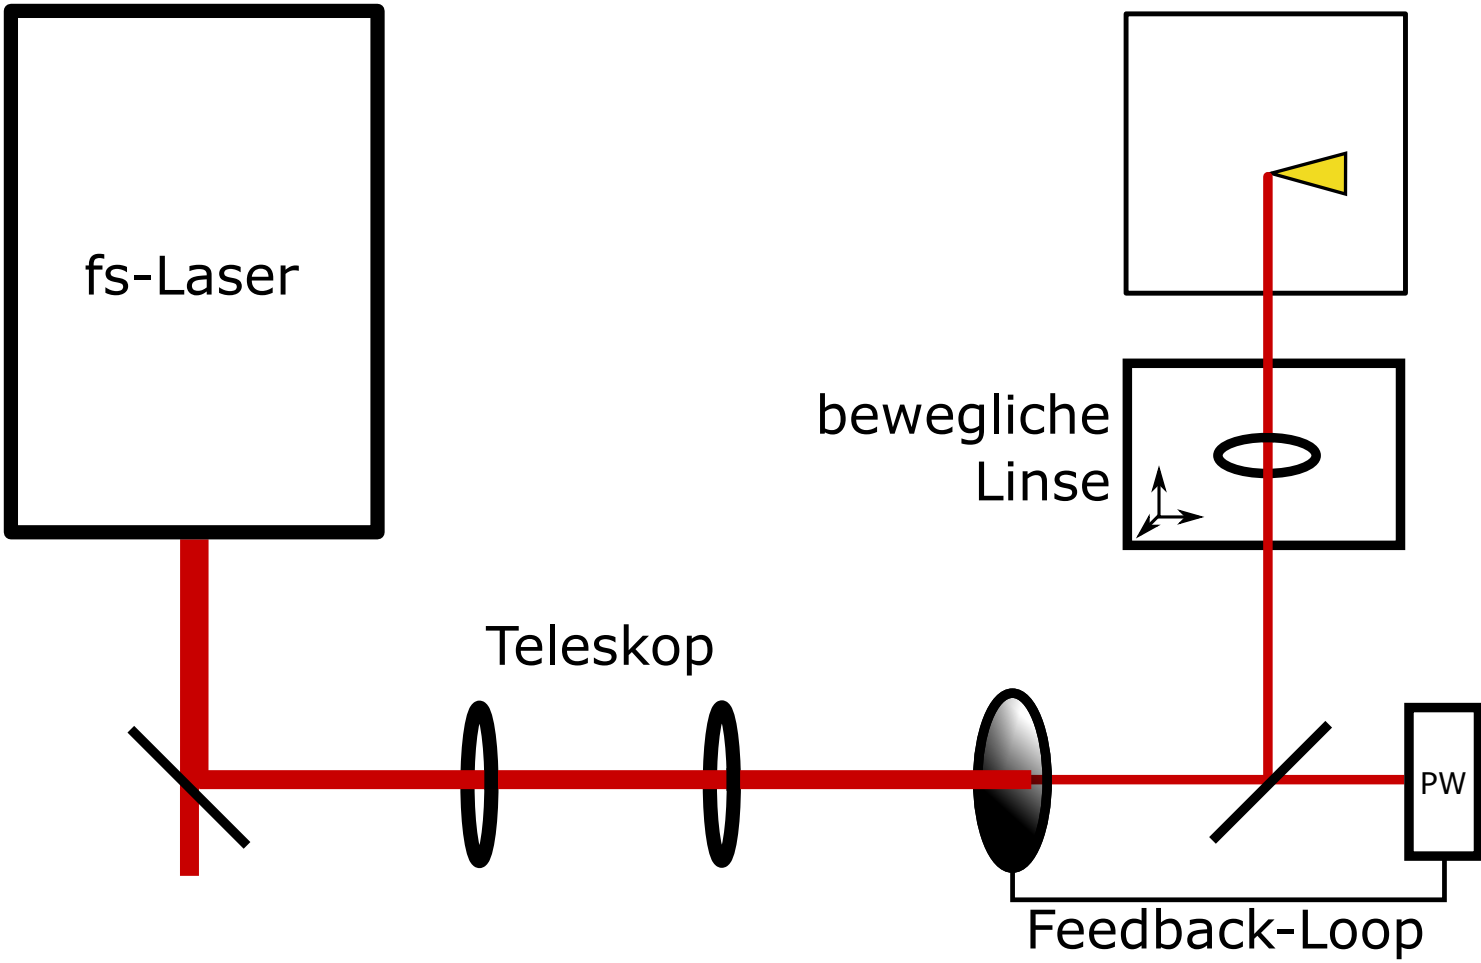 fs-Laser
bewegliche
Linse
Teleskop
PW
Feedback-Loop